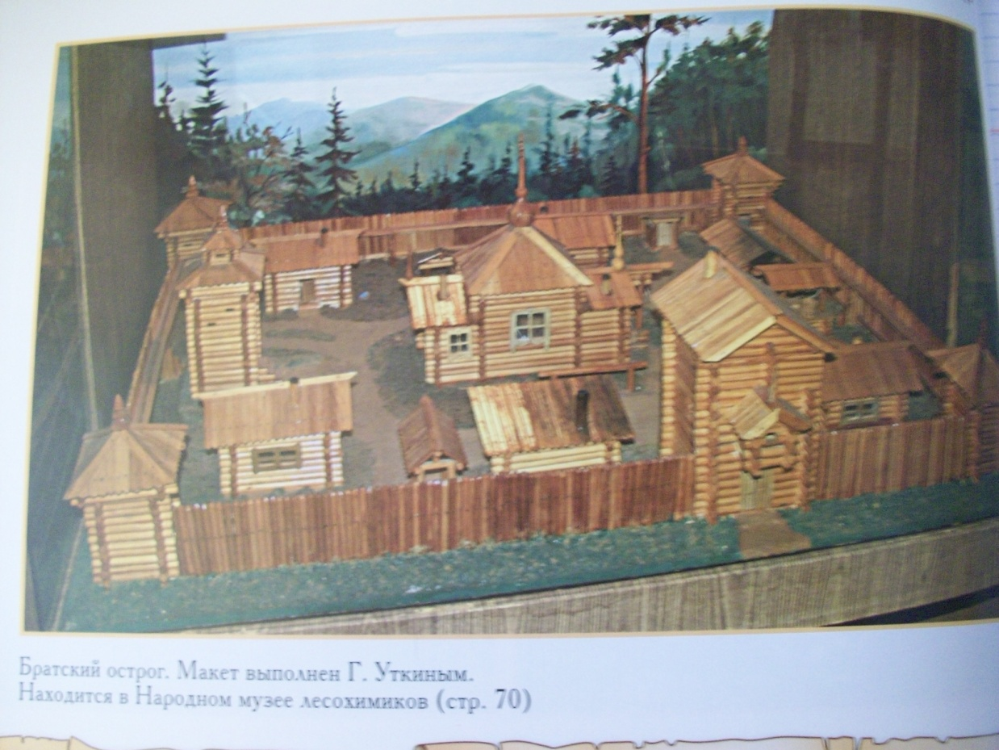 Братский острог. Макет выполнен Г. Уткиным.
Находится в Народном музее лесохимиков (стр. 70)